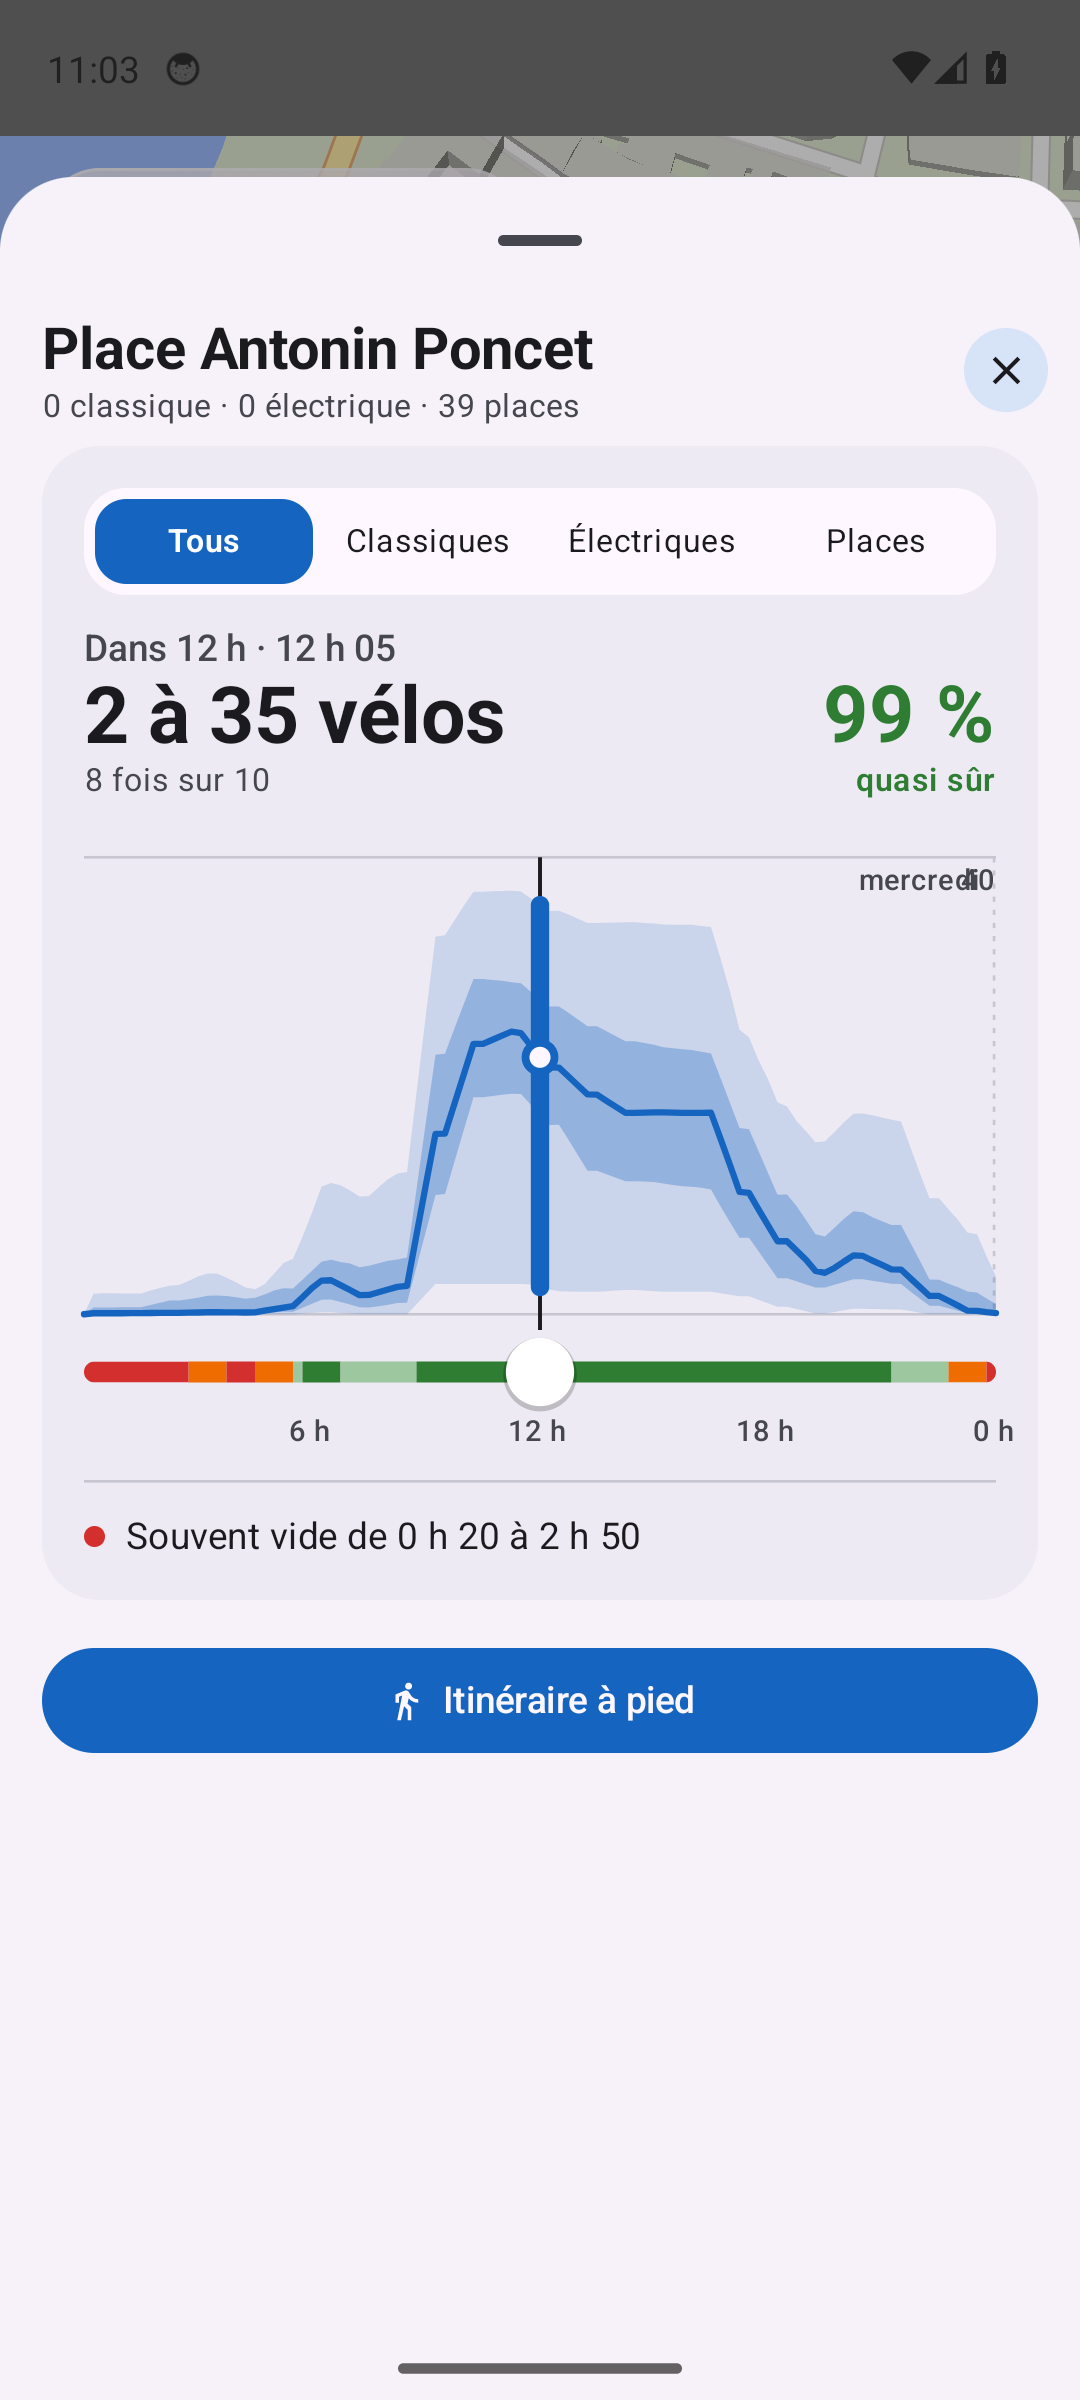 11:03
Place Antonin Poncet
0 classique · 0 électrique · 39 places
Tous Classiques Électriques Places
Dans 12 h · 12 h 05
2 à 35 vélos 99 %
8 fois sur 10 quasi sûr
mercredi 40
6 h 12 h 18 h 0 h
Souvent vide de 0 h 20 à 2 h 50
Itinéraire à pied